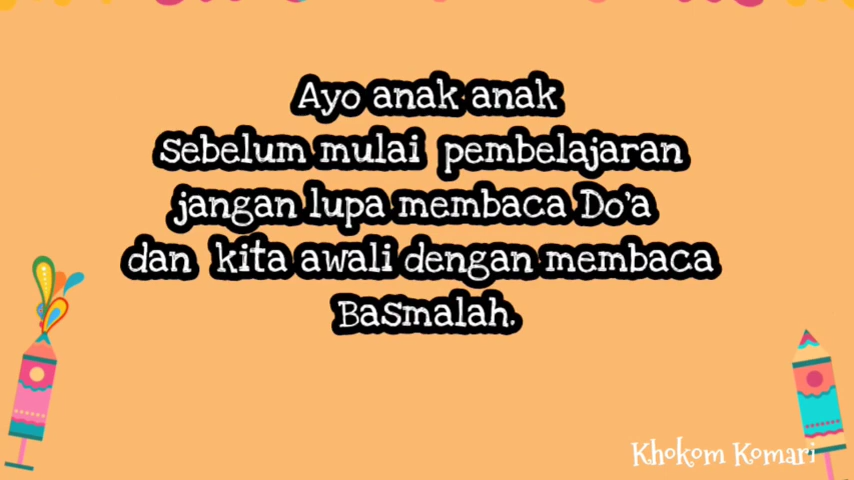 Ayo anak anak
sebelum mulai pembelajaran
jangan lupa membaca Do'a
dan kita awali dengan membaca
Basmalah.
Khokom Komari